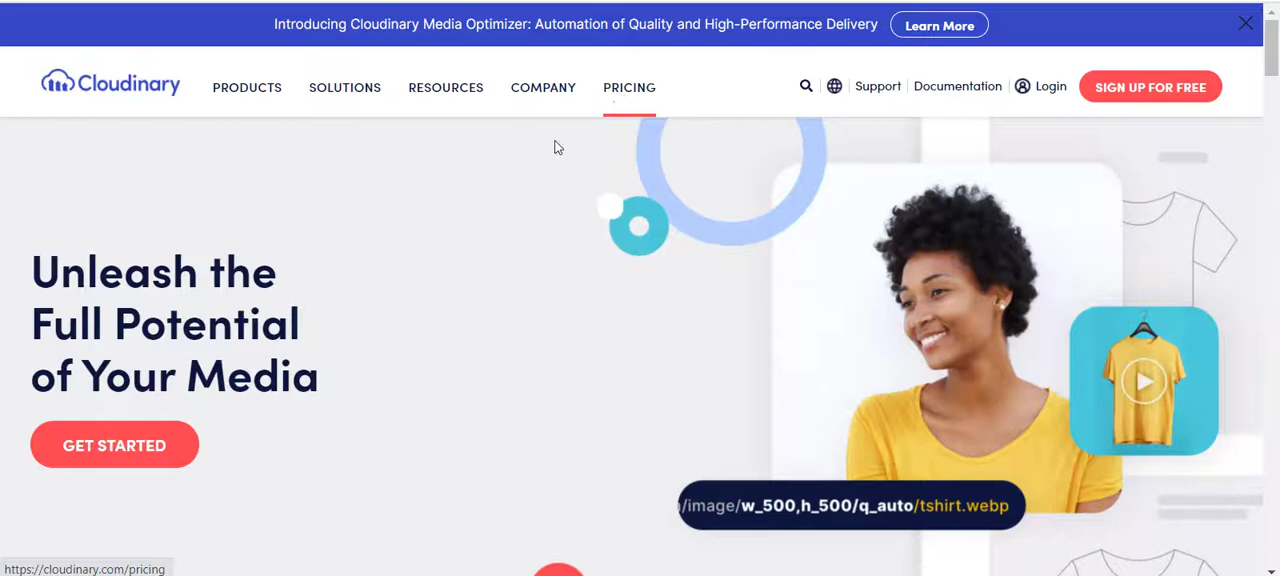 Introducing Cloudinary Media Optimizer: Automation of Quality and High-Performance Delivery Learn More
Cloudinary PRODUCTS SOLUTIONS RESOURCES COMPANY PRICING Support Documentation Login SIGN UP FOR FREE
Unleash the
Full Potential
of Your Media
GET STARTED
/image/w_500,h_500/q_auto/tshirt.webp
https://cloudinary.com/pricing